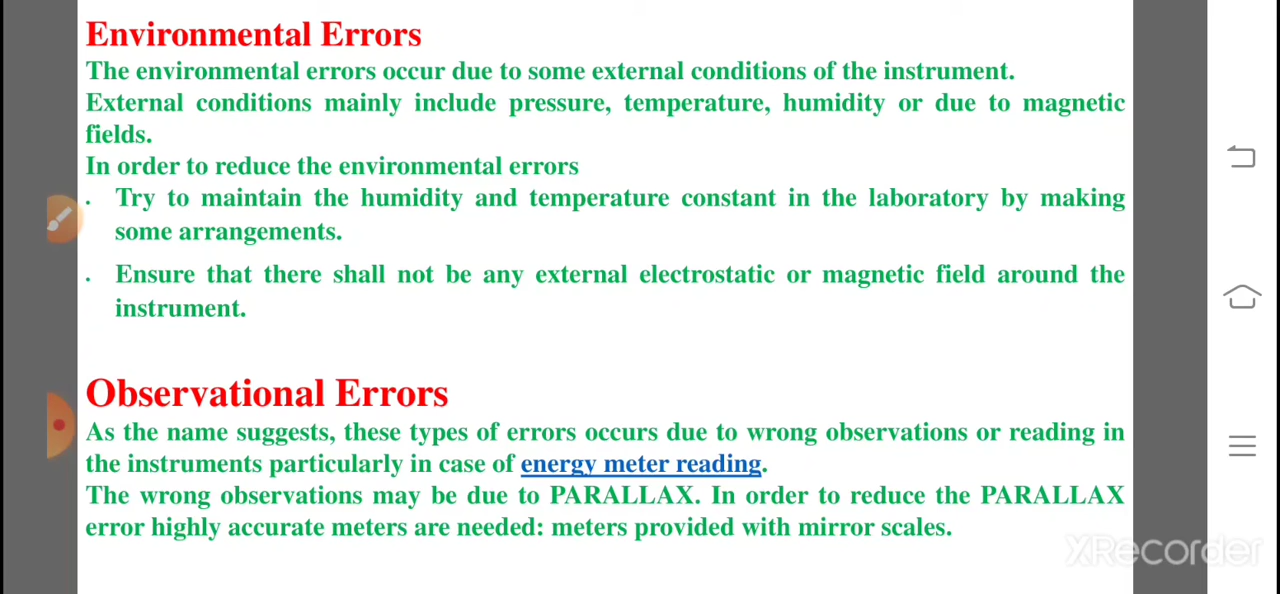 Environmental Errors
The environmental errors occur due to some external conditions of the instrument.
External conditions mainly include pressure, temperature, humidity or due to magnetic
fields.
In order to reduce the environmental errors
. Try to maintain the humidity and temperature constant in the laboratory by making
some arrangements.
. Ensure that there shall not be any external electrostatic or magnetic field around the
instrument.
Observational Errors
As the name suggests, these types of errors occurs due to wrong observations or reading in
the instruments particularly in case of energy meter reading.
The wrong observations may be due to PARALLAX. In order to reduce the PARALLAX
error highly accurate meters are needed: meters provided with mirror scales.
XRecorder